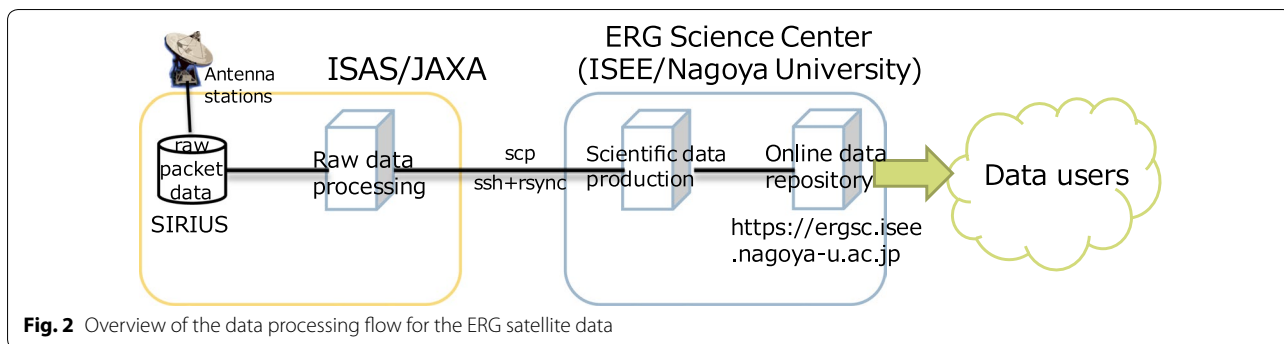 Antenna
stations
ISAS/JAXA
ERG Science Center
(ISEE/Nagoya University)
raw
packet
data
SIRIUS
Raw data
processing
scp
ssh+rsync
Scientific data
production
Online data
repository
https://ergsc.isee
.nagoya-u.ac.jp
Data users
Fig. 2 Overview of the data processing flow for the ERG satellite data